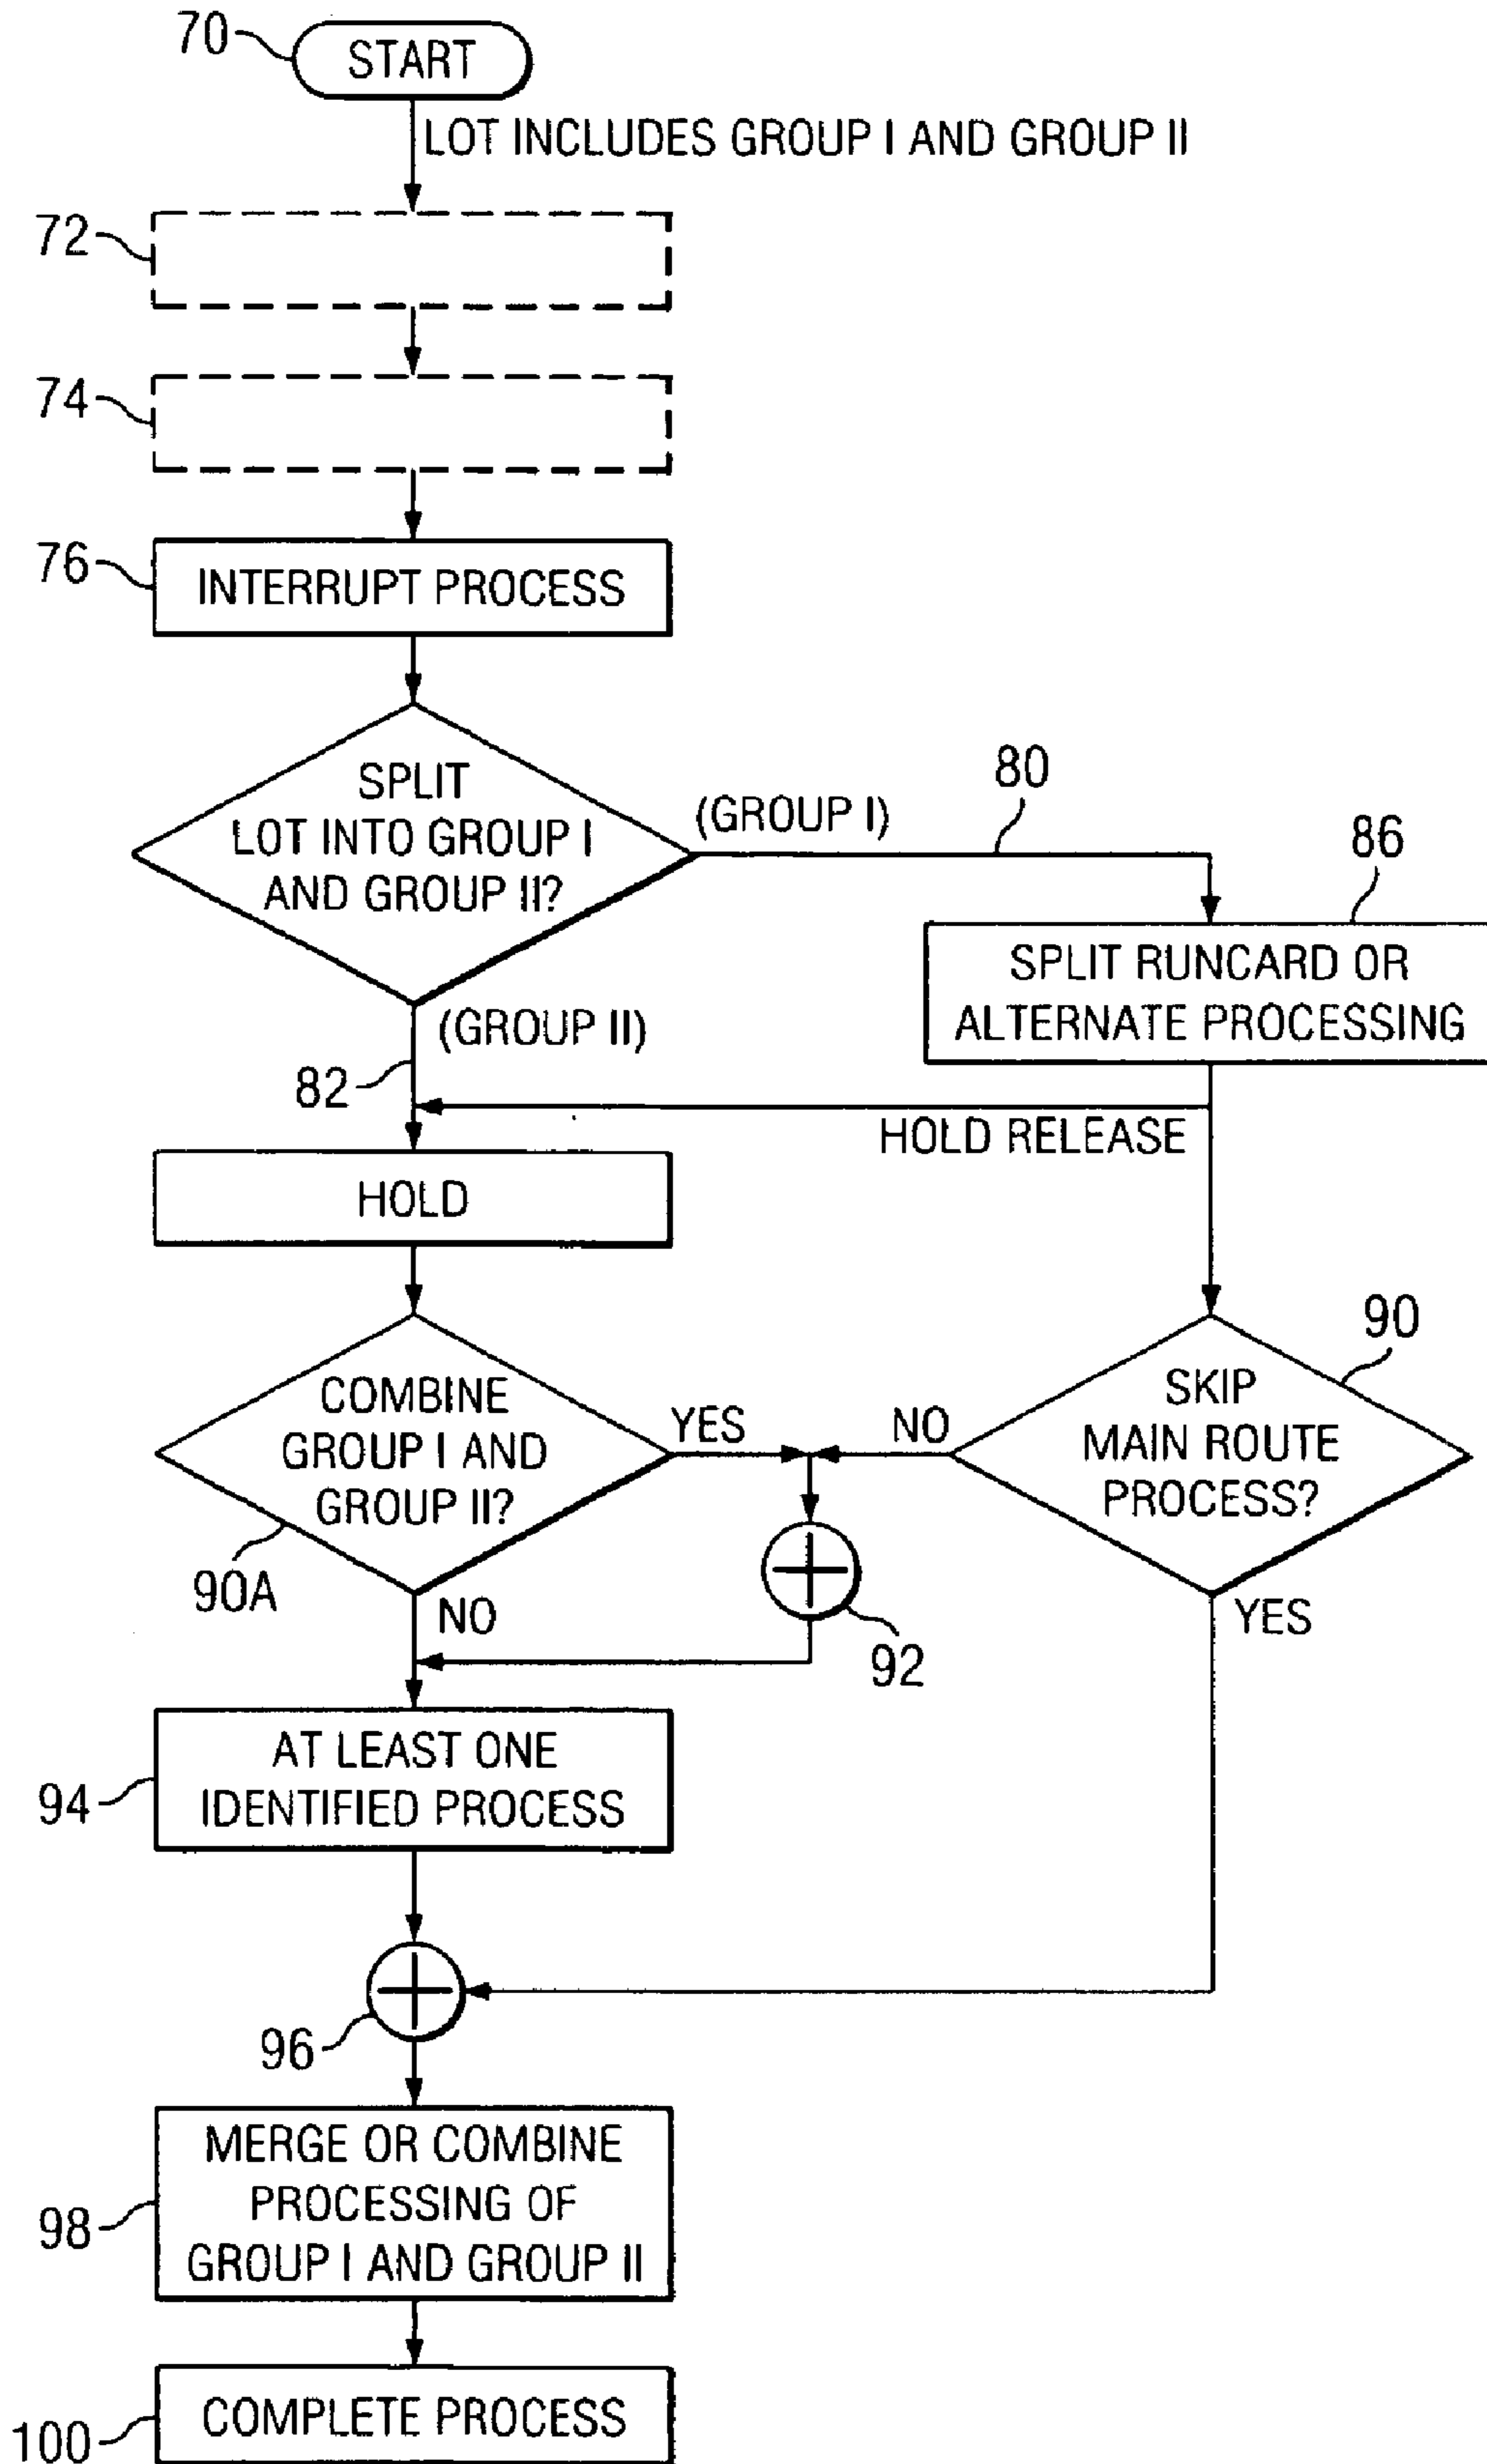 70
START
LOT INCLUDES GROUP I AND GROUP II
72
74
76
INTERRUPT PROCESS
SPLIT
LOT INTO GROUP I
AND GROUP II?
(GROUP I)
80
86
SPLIT RUNCARD OR
ALTERNATE PROCESSING
(GROUP II)
82
HOLD RELEASE
HOLD
90
COMBINE
GROUP I AND
GROUP II?
YES
NO
SKIP
MAIN ROUTE
PROCESS?
90A
NO
92
YES
94
AT LEAST ONE
IDENTIFIED PROCESS
96
98
MERGE OR COMBINE
PROCESSING OF
GROUP I AND GROUP II
100
COMPLETE PROCESS